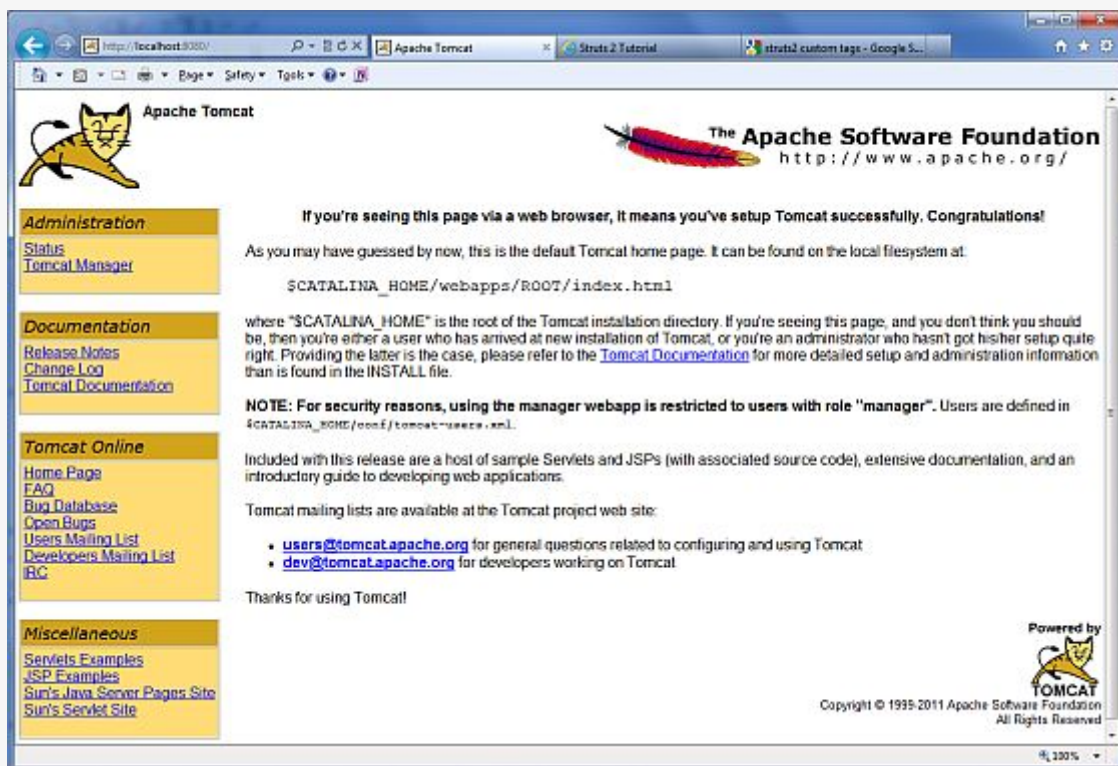 http://localhost:8080/
Apache Tomcat
Struts 2 Tutorial
struts2 custom tags - Google S...
Page
Safety
Tools
Apache Tomcat
The Apache Software Foundation
http://www.apache.org/
Administration
Status
Tomcat Manager
Documentation
Release Notes
Change Log
Tomcat Documentation
Tomcat Online
Home Page
FAQ
Bug Database
Open Bugs
Users Mailing List
Developers Mailing List
IRC
Miscellaneous
Servlets Examples
JSP Examples
Sun's Java Server Pages Site
Sun's Servlet Site
If you're seeing this page via a web browser, it means you've setup Tomcat successfully. Congratulations!
As you may have guessed by now, this is the default Tomcat home page. It can be found on the local filesystem at:
$CATALINA_HOME/webapps/ROOT/index.html
where "$CATALINA_HOME" is the root of the Tomcat installation directory. If you're seeing this page, and you don't think you should
be, then you're either a user who has arrived at new installation of Tomcat, or you're an administrator who hasn't got his/her setup quite
right. Providing the latter is the case, please refer to the Tomcat Documentation for more detailed setup and administration information
than is found in the INSTALL file.
NOTE: For security reasons, using the manager webapp is restricted to users with role "manager". Users are defined in
$CATALINA_HOME/conf/tomcat-users.xml.
Included with this release are a host of sample Servlets and JSPs (with associated source code), extensive documentation, and an
introductory guide to developing web applications.
Tomcat mailing lists are available at the Tomcat project web site:
• users@tomcat.apache.org for general questions related to configuring and using Tomcat
• dev@tomcat.apache.org for developers working on Tomcat
Thanks for using Tomcat!
Powered by
TOMCAT
Copyright © 1999-2011 Apache Software Foundation
All Rights Reserved
100%